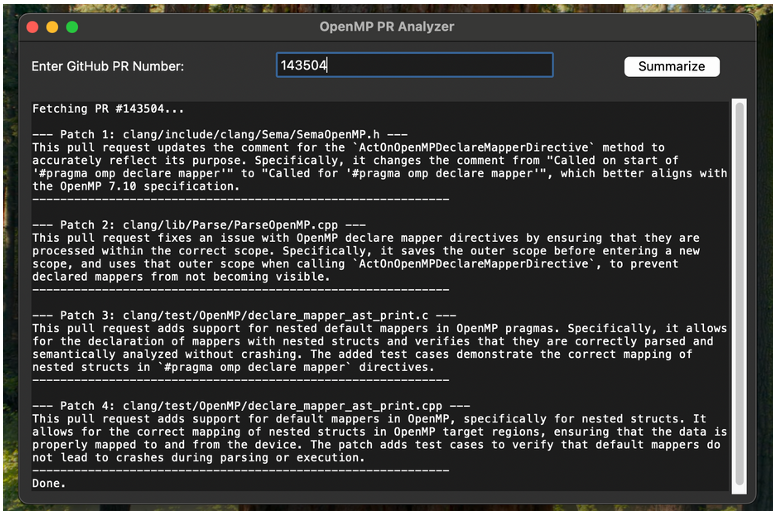 OpenMP PR Analyzer
Enter GitHub PR Number:
143504
Summarize
Fetching PR #143504...
--- Patch 1: clang/include/clang/Sema/SemaOpenMP.h ---
This pull request updates the comment for the `ActOnOpenMPDeclareMapperDirective` method to
accurately reflect its purpose. Specifically, it changes the comment from "Called on start of
'#pragma omp declare mapper'" to "Called for '#pragma omp declare mapper'", which better aligns with
the OpenMP 7.10 specification.
------------------------------------------------------------
--- Patch 2: clang/lib/Parse/ParseOpenMP.cpp ---
This pull request fixes an issue with OpenMP declare mapper directives by ensuring that they are
processed within the correct scope. Specifically, it saves the outer scope before entering a new
scope, and uses that outer scope when calling `ActOnOpenMPDeclareMapperDirective`, to prevent
declared mappers from not becoming visible.
------------------------------------------------------------
--- Patch 3: clang/test/OpenMP/declare_mapper_ast_print.c ---
This pull request adds support for nested default mappers in OpenMP pragmas. Specifically, it allows
for the declaration of mappers with nested structs and verifies that they are correctly parsed and
semantically analyzed without crashing. The added test cases demonstrate the correct mapping of
nested structs in `#pragma omp declare mapper` directives.
------------------------------------------------------------
--- Patch 4: clang/test/OpenMP/declare_mapper_ast_print.cpp ---
This pull request adds support for default mappers in OpenMP, specifically for nested structs. It
allows for the correct mapping of nested structs in OpenMP target regions, ensuring that the data is
properly mapped to and from the device. The patch adds test cases to verify that default mappers do
not lead to crashes during parsing or execution.
------------------------------------------------------------
Done.